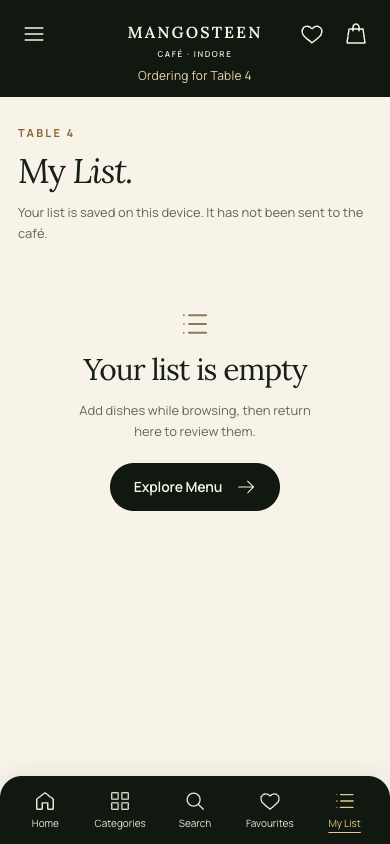 MANGOSTEEN
CAFÉ · INDORE
Ordering for Table 4
TABLE 4
My List.
Your list is saved on this device. It has not been sent to the
café.
Your list is empty
Add dishes while browsing, then return
here to review them.
Explore Menu
Home
Categories
Search
Favourites
My List